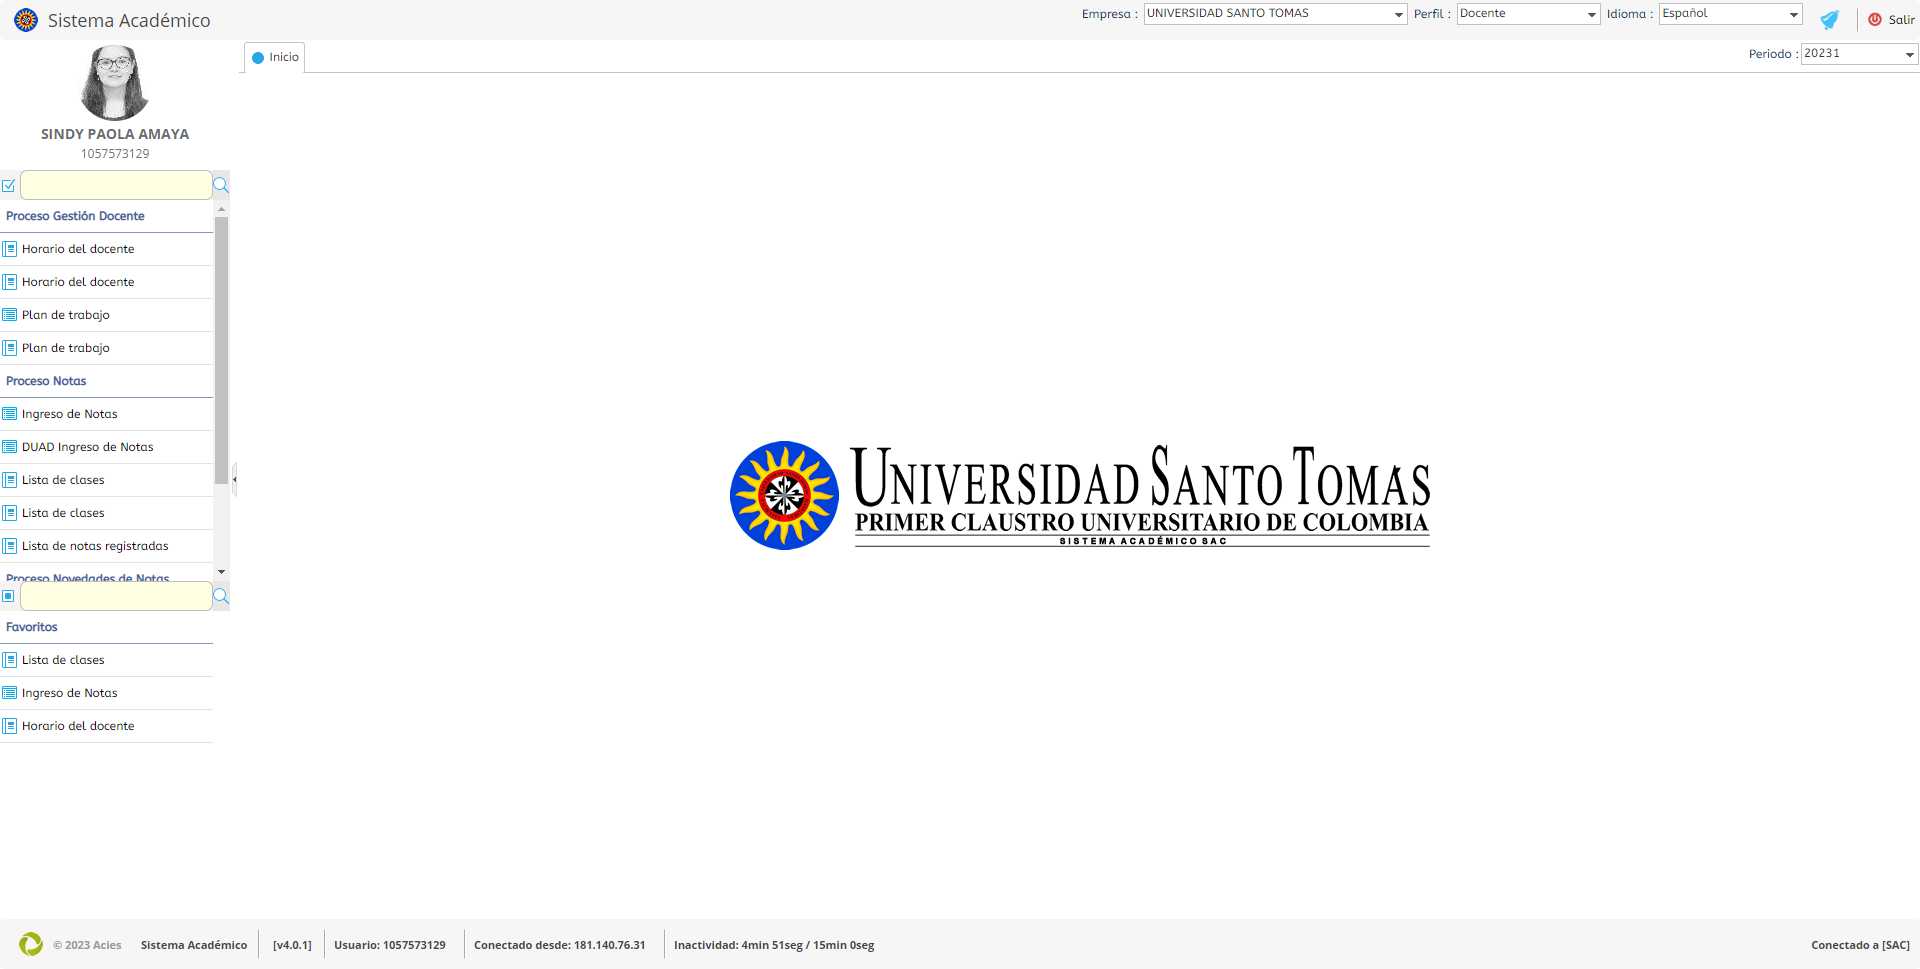 Sistema Académico
Empresa : UNIVERSIDAD SANTO TOMAS Perfil : Docente Idioma : Español Salir
Inicio
Periodo : 20231
SINDY PAOLA AMAYA
1057573129
Proceso Gestión Docente
Horario del docente
Horario del docente
Plan de trabajo
Plan de trabajo
Proceso Notas
Ingreso de Notas
DUAD Ingreso de Notas
Lista de clases
Lista de clases
Lista de notas registradas
Proceso Novedades de Notas
Favoritos
Lista de clases
Ingreso de Notas
Horario del docente
UNIVERSIDAD SANTO TOMÁS
PRIMER CLAUSTRO UNIVERSITARIO DE COLOMBIA
SISTEMA ACADÉMICO SAC
© 2023 Acies Sistema Académico [v4.0.1] Usuario: 1057573129 Conectado desde: 181.140.76.31 Inactividad: 4min 51seg / 15min 0seg Conectado a [SAC]